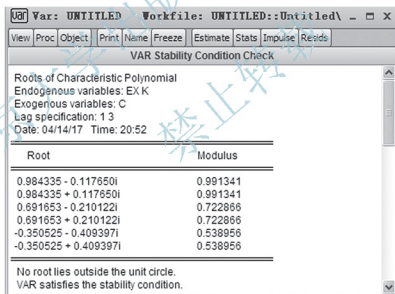 Var: UNTITLED Workfile: UNTITLED::Untitled\
View Proc Object Print Name Freeze Estimate Stats Impulse Resids
VAR Stability Condition Check
Roots of Characteristic Polynomial
Endogenous variables: EX K
Exogenous variables: C
Lag specification: 1 3
Date: 04/14/17 Time: 20:52
Root Modulus
0.984335 - 0.117650i 0.991341
0.984335 + 0.117650i 0.991341
0.691653 - 0.210122i 0.722866
0.691653 + 0.210122i 0.722866
-0.350525 - 0.409397i 0.538956
-0.350525 + 0.409397i 0.538956
No root lies outside the unit circle.
VAR satisfies the stability condition.
禁止转载